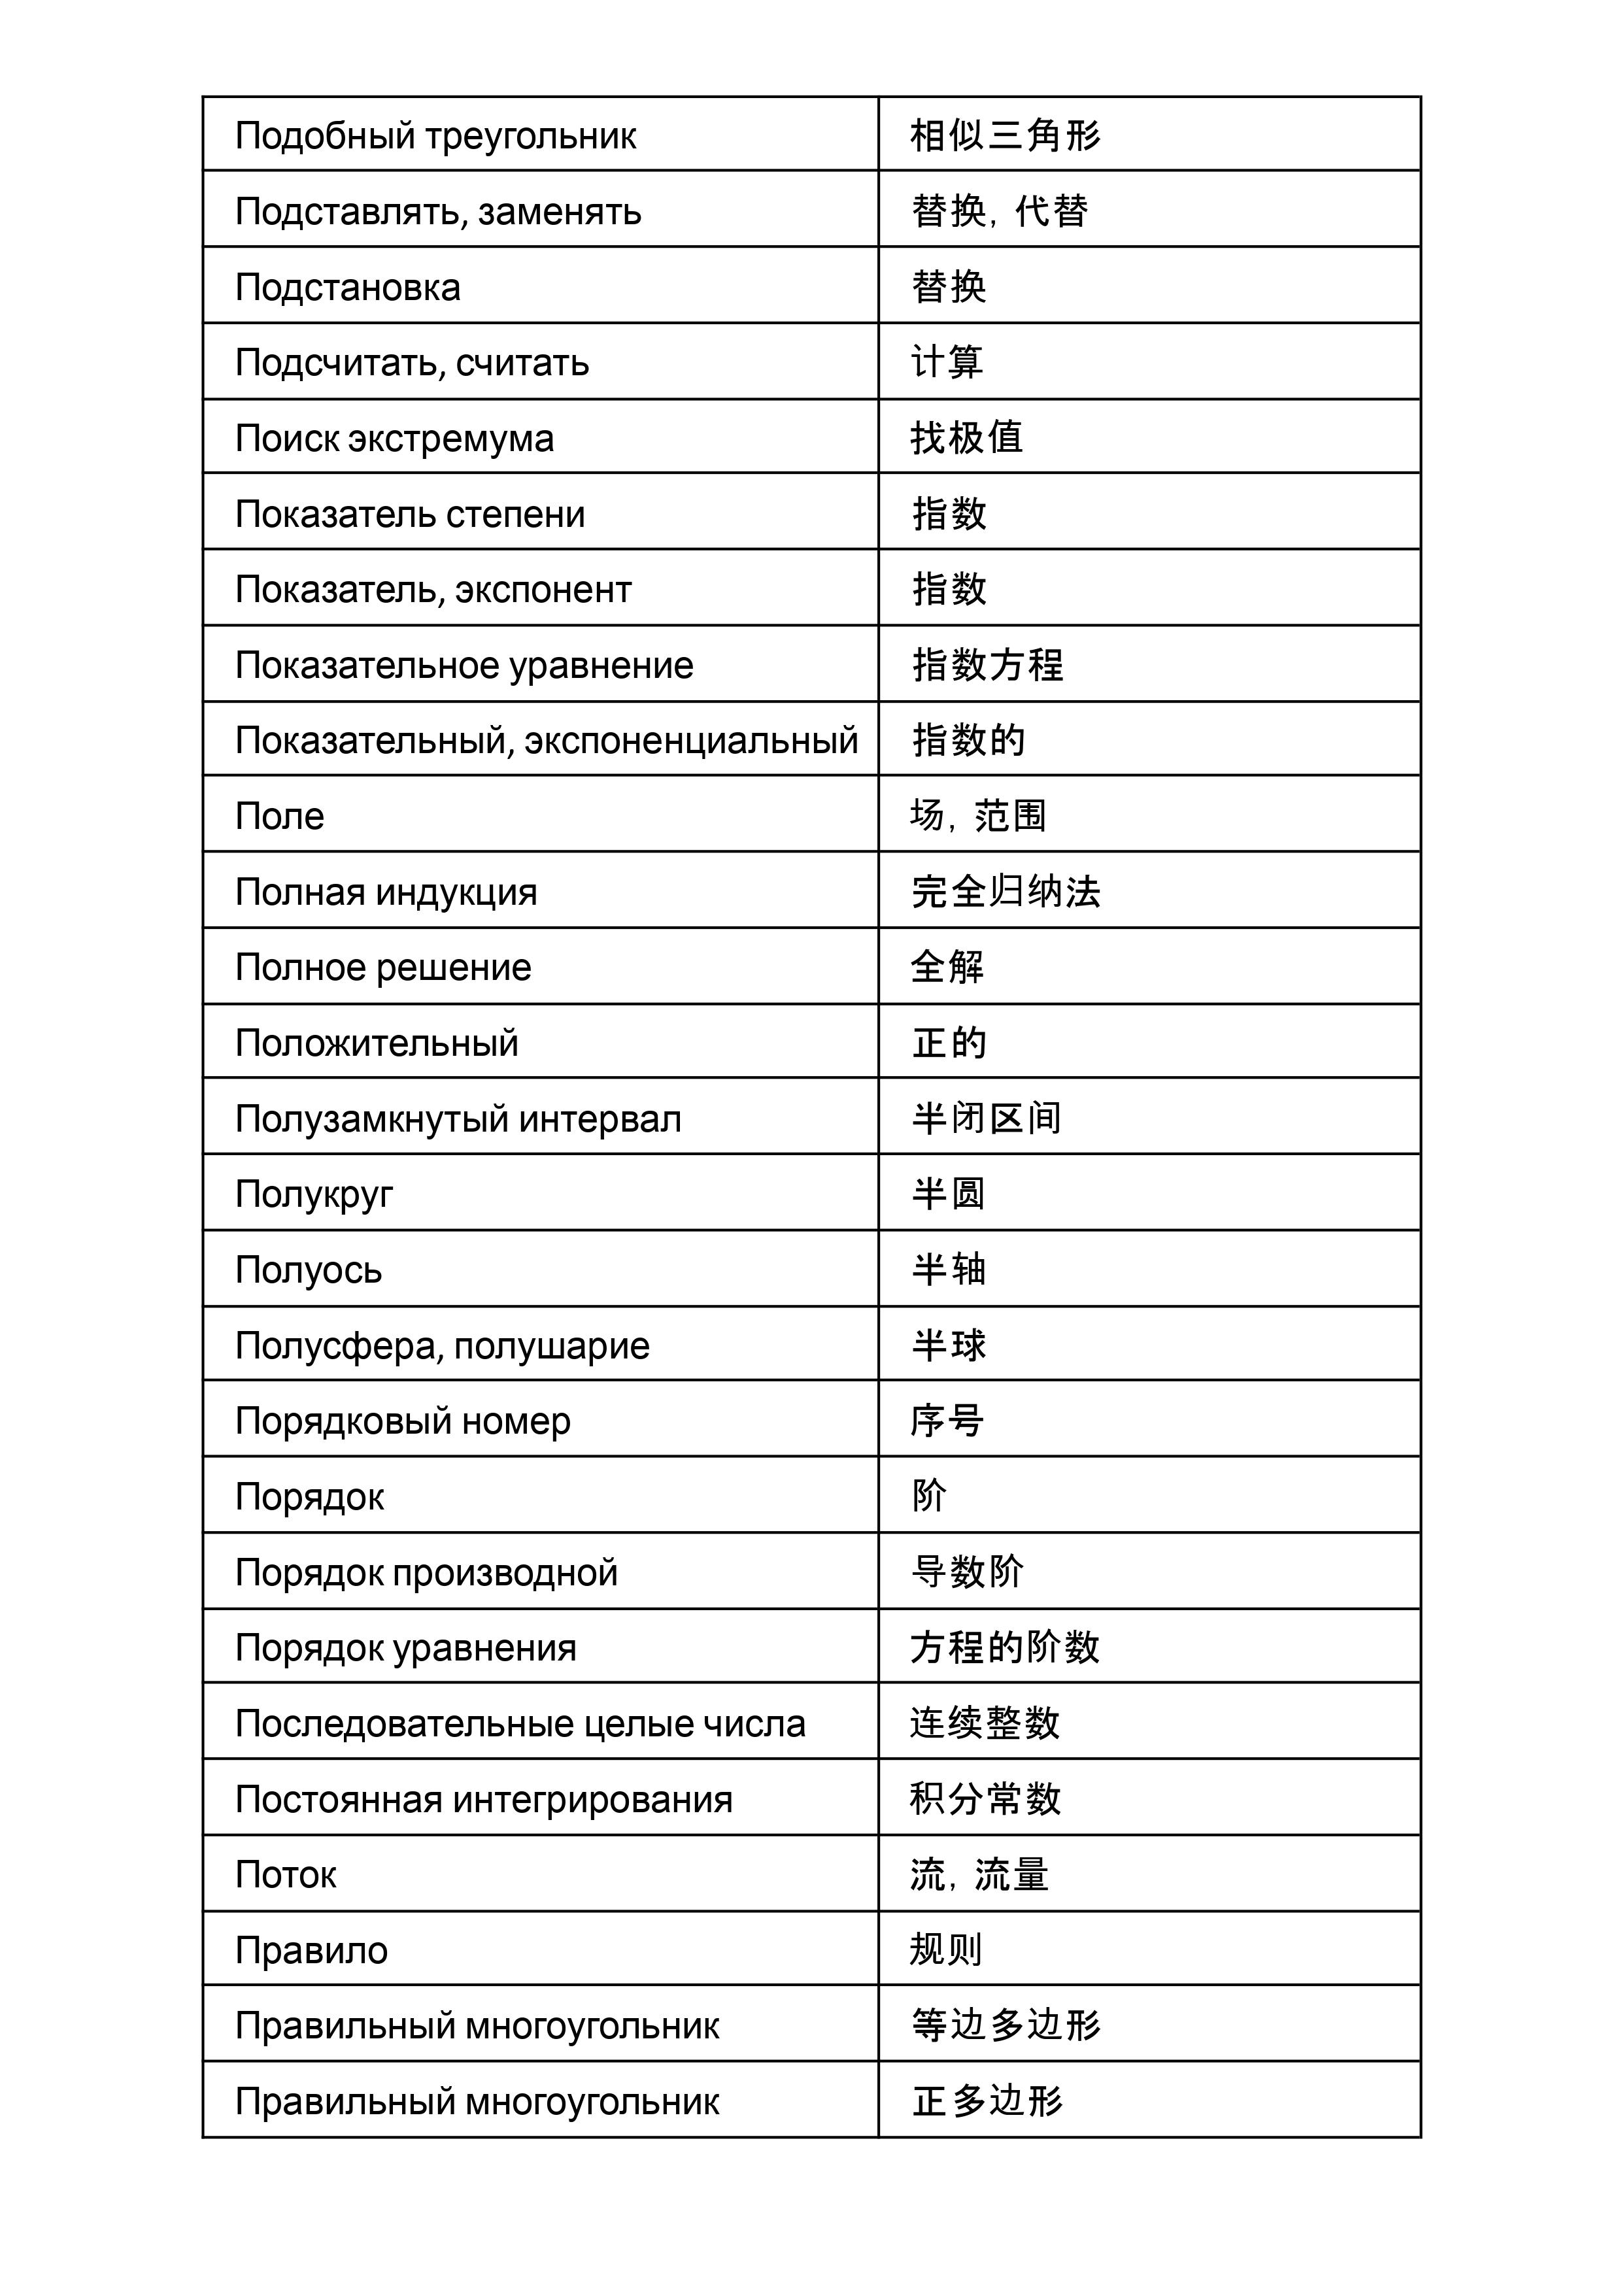 Подобный треугольник 相似三角形
Подставлять, заменять 替换, 代替
Подстановка 替换
Подсчитать, считать 计算
Поиск экстремума 找极值
Показатель степени 指数
Показатель, экспонент 指数
Показательное уравнение 指数方程
Показательный, экспоненциальный 指数的
Поле 场, 范围
Полная индукция 完全归纳法
Полное решение 全解
Положительный 正的
Полузамкнутый интервал 半闭区间
Полукруг 半圆
Полуось 半轴
Полусфера, полушарие 半球
Порядковый номер 序号
Порядок 阶
Порядок производной 导数阶
Порядок уравнения 方程的阶数
Последовательные целые числа 连续整数
Постоянная интегрирования 积分常数
Поток 流, 流量
Правило 规则
Правильный многоугольник 等边多边形
Правильный многоугольник 正多边形